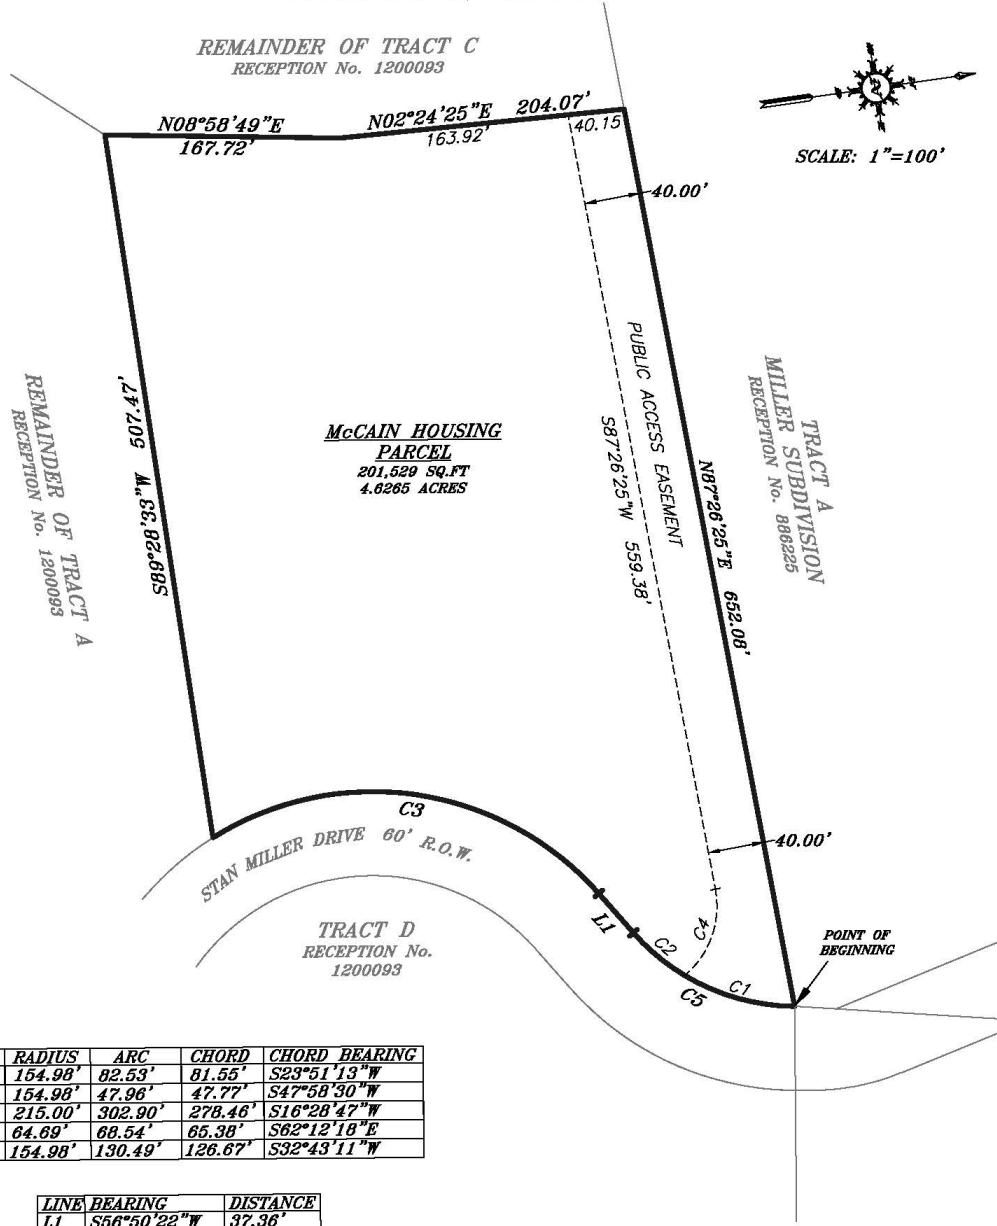 REMAINDER OF TRACT C
RECEPTION No. 1200093
N08°58'49"E
167.72'
N02°24'25"E 204.07'
163.92'
40.15
SCALE: 1"=100'
40.00'
PUBLIC ACCESS EASEMENT
S87°26'25"W 559.38'
N87°26'25"E 652.08'
TRACT A
MILLER SUBDIVISION
RECEPTION No. 886225
REMAINDER OF TRACT A
RECEPTION No. 1200093
S89°28'33"W 507.47'
McCAIN HOUSING
PARCEL
201,529 SQ.FT
4.6265 ACRES
C3
STAN MILLER DRIVE 60' R.O.W.
40.00'
L1
C2
C4
C5
C1
POINT OF
BEGINNING
TRACT D
RECEPTION No.
1200093
RADIUS ARC CHORD CHORD BEARING
154.98' 82.53' 81.55' S23°51'13"W
154.98' 47.96' 47.77' S47°58'30"W
215.00' 302.90' 278.46' S16°28'47"W
64.69' 68.54' 65.38' S62°12'18"E
154.98' 130.49' 126.67' S32°43'11"W
LINE BEARING DISTANCE
L1 S56°50'22"W 37.36'